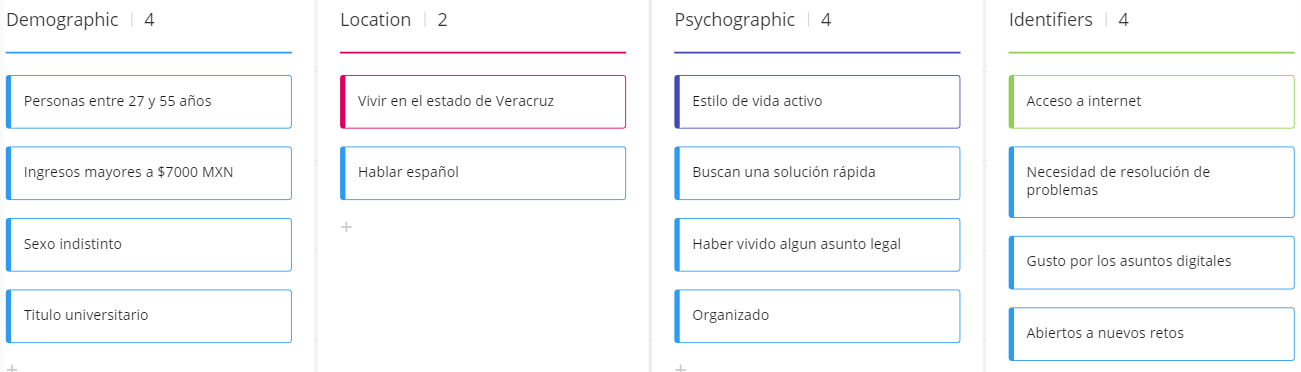 Demographic | 4
Personas entre 27 y 55 años
Ingresos mayores a $7000 MXN
Sexo indistinto
Titulo universitario
+
Location | 2
Vivir en el estado de Veracruz
Hablar español
+
Psychographic | 4
Estilo de vida activo
Buscan una solución rápida
Haber vivido algun asunto legal
Organizado
+
Identifiers | 4
Acceso a internet
Necesidad de resolución de
problemas
Gusto por los asuntos digitales
Abiertos a nuevos retos